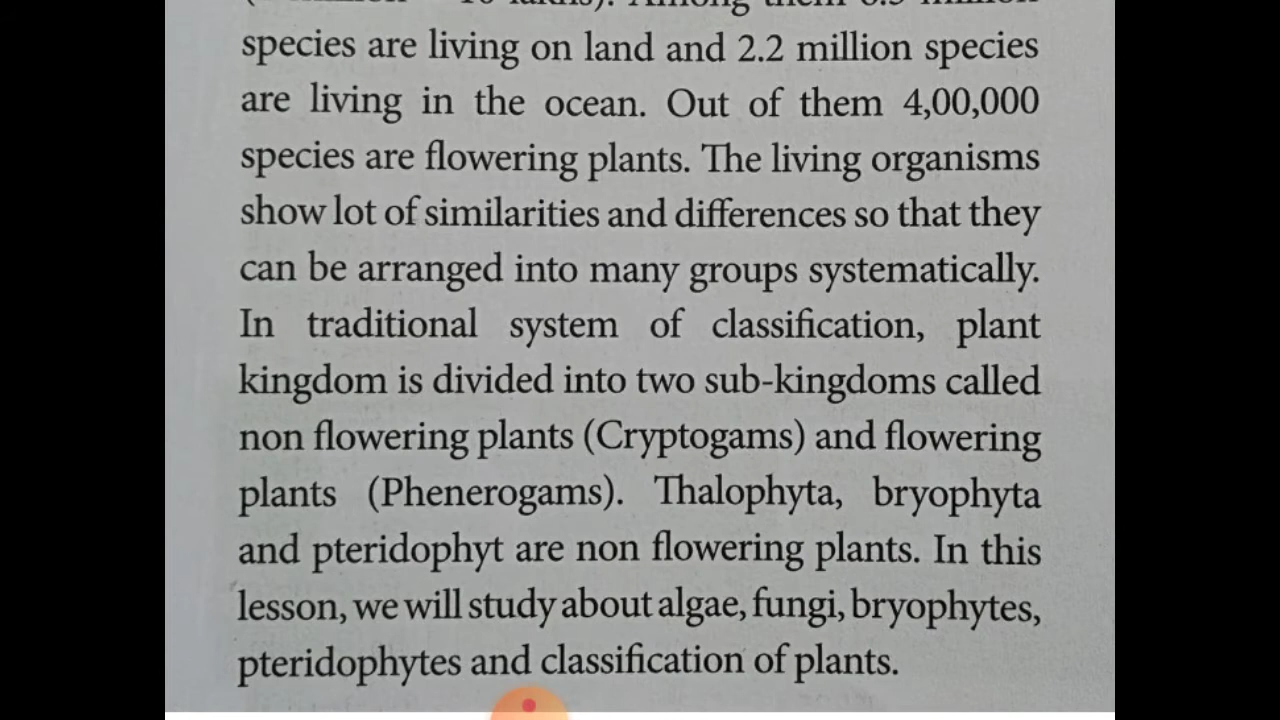 species are living on land and 2.2 million species
are living in the ocean. Out of them 4,00,000
species are flowering plants. The living organisms
show lot of similarities and differences so that they
can be arranged into many groups systematically.
In traditional system of classification, plant
kingdom is divided into two sub-kingdoms called
non flowering plants (Cryptogams) and flowering
plants (Phenerogams). Thalophyta, bryophyta
and pteridophyt are non flowering plants. In this
lesson, we will study about algae, fungi, bryophytes,
pteridophytes and classification of plants.